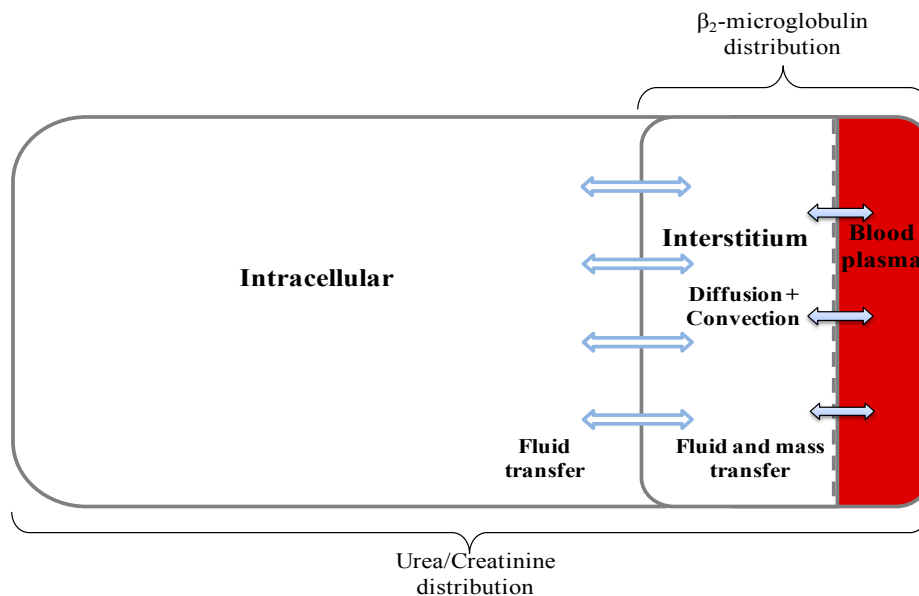 β₂-microglobulin
distribution
Intracellular
Interstitium
Blood
plasma
Diffusion +
Convection
Fluid
transfer
Fluid and mass
transfer
Urea/Creatinine
distribution